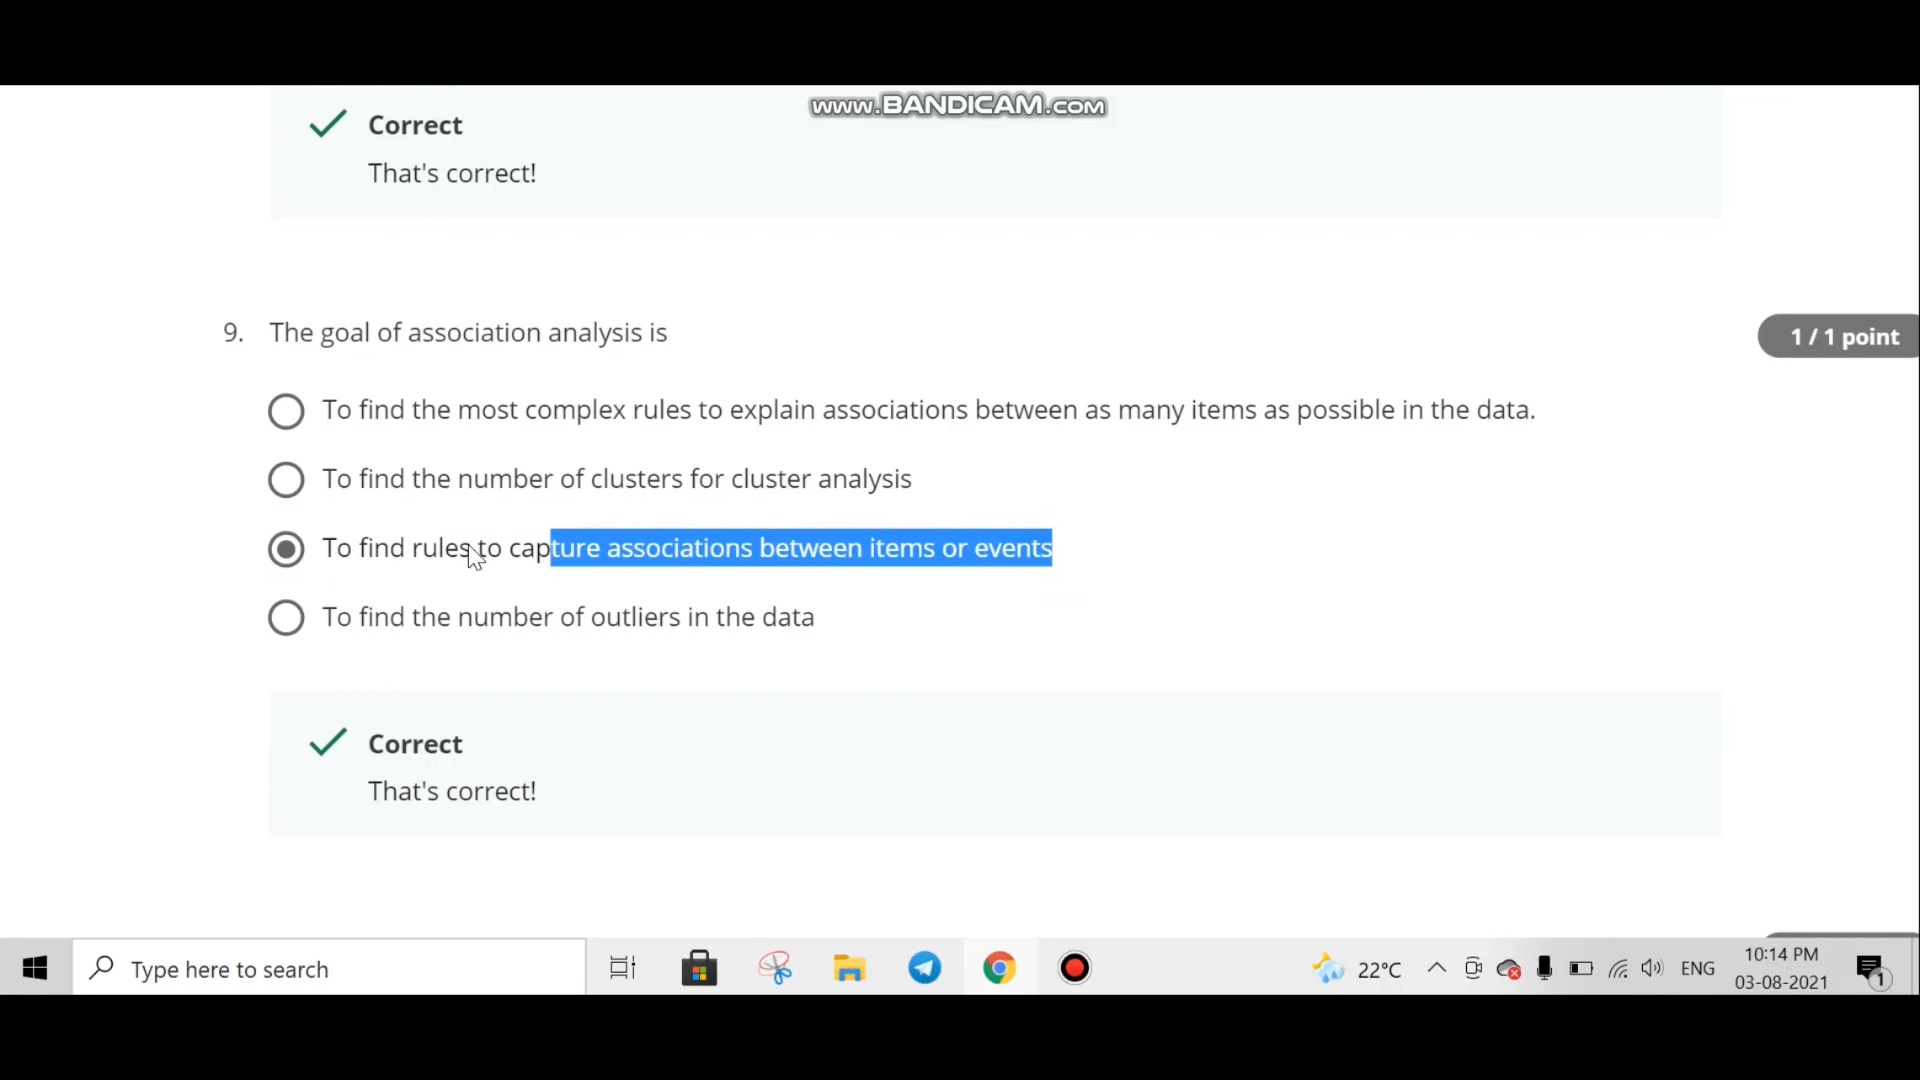 www.BANDICAM.com
Correct
That's correct!
9. The goal of association analysis is
1 / 1 point
To find the most complex rules to explain associations between as many items as possible in the data.
To find the number of clusters for cluster analysis
To find rules to capture associations between items or events
To find the number of outliers in the data
Correct
That's correct!
Type here to search
22°C
ENG
10:14 PM
03-08-2021
1